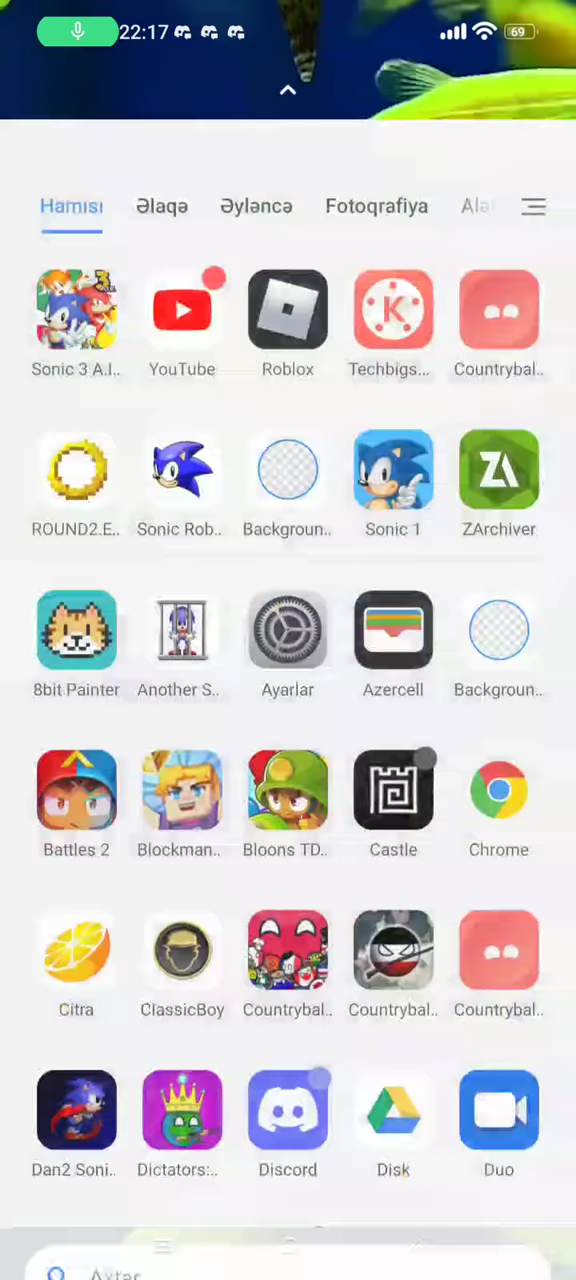 22:17
69
Hamısı Əlaqə Əyləncə Fotoqrafiya Alə
Sonic 3 A.I.. YouTube Roblox Techbigs... Countrybal..
ROUND2.E.. Sonic Rob.. Backgroun.. Sonic 1 ZArchiver
8bit Painter Another S.. Ayarlar Azercell Backgroun..
Battles 2 Blockman.. Bloons TD.. Castle Chrome
Citra ClassicBoy Countrybal.. Countrybal.. Countrybal..
Dan2 Soni.. Dictators:.. Discord Disk Duo
Axtar